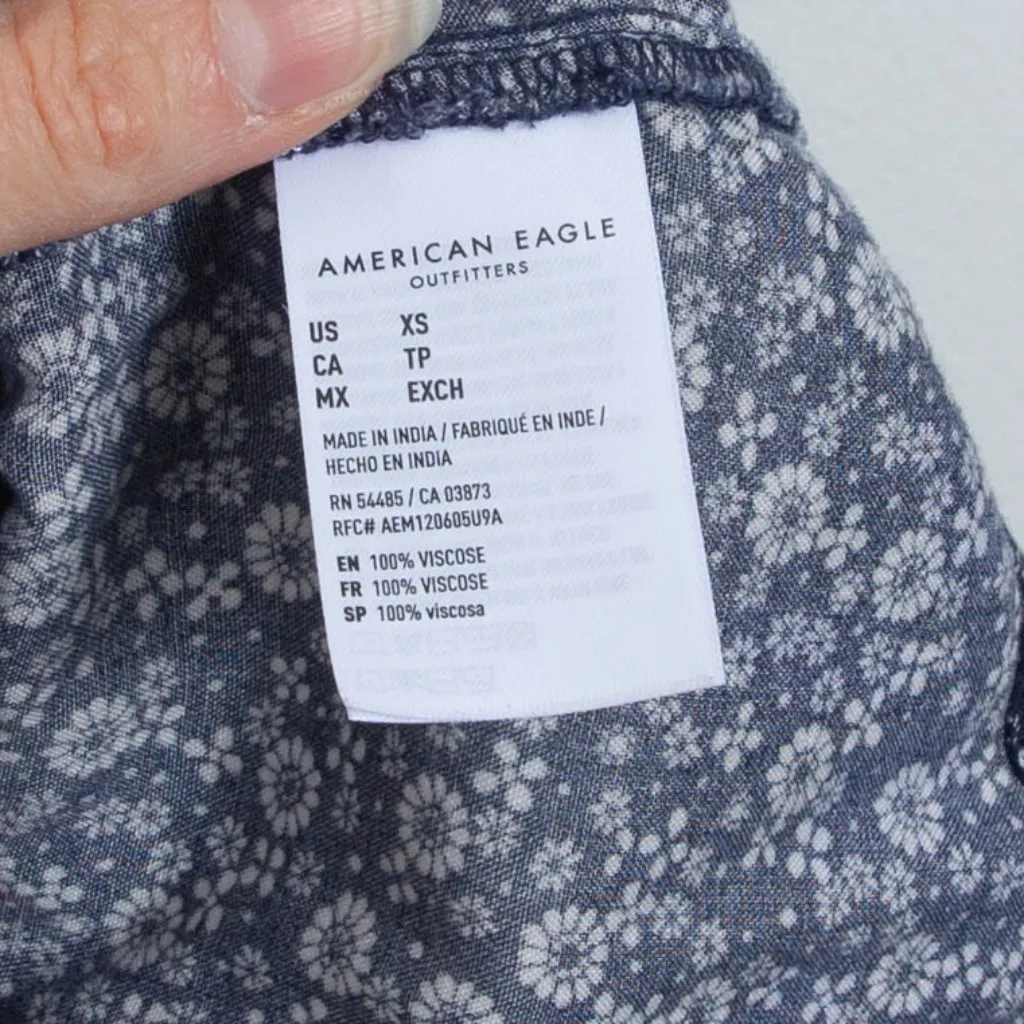 AMERICAN EAGLE
OUTFITTERS
US XS
CA TP
MX EXCH
MADE IN INDIA / FABRIQUÉ EN INDE /
HECHO EN INDIA
RN 54485 / CA 03873
RFC# AEM120605U9A
EN 100% VISCOSE
FR 100% VISCOSE
SP 100% viscosa